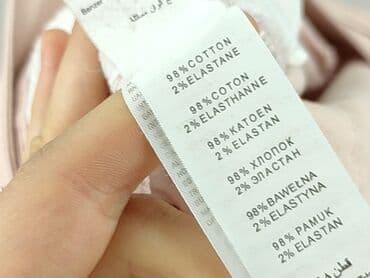 Benzer
98% COTTON
2% ELASTANE
98% COTON
2% ELASTHANNE
98% KATOEN
2% ELASTAN
98% ХЛОПОК
2% ЭЛАСТАН
98% BAWEŁNA
2% ELASTYNA
98% PAMUK
2% ELASTAN